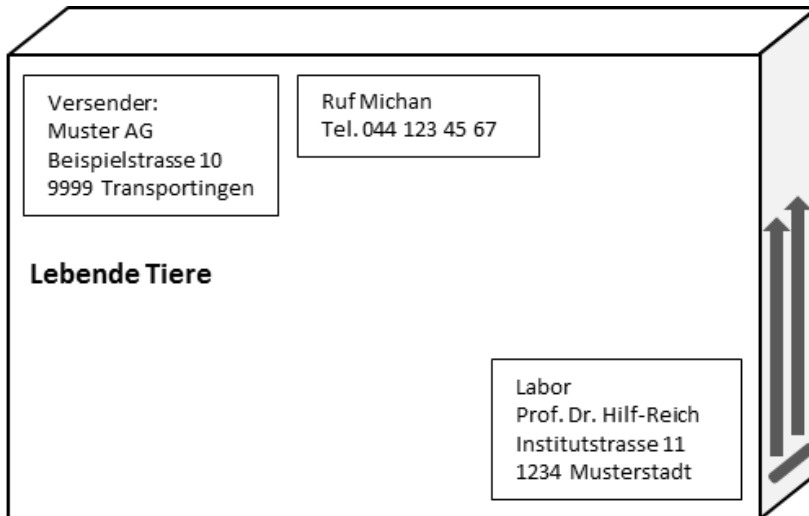 Versender:
Muster AG
Beispielstrasse 10
9999 Transportingen
Ruf Michan
Tel. 044 123 45 67
Lebende Tiere
Labor
Prof. Dr. Hilf-Reich
Institutstrasse 11
1234 Musterstadt